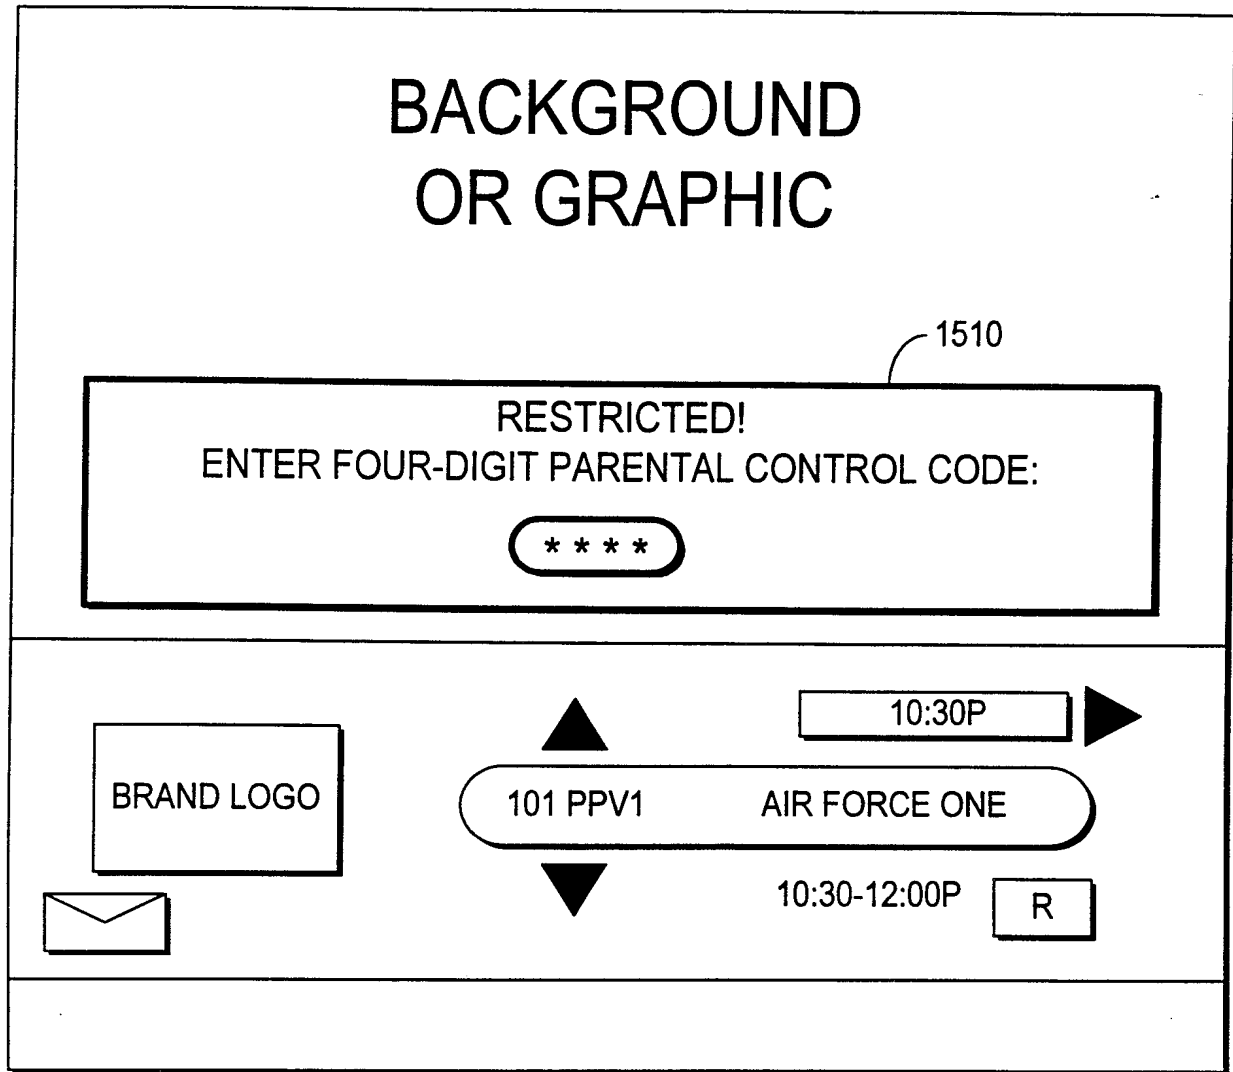 BACKGROUND
OR GRAPHIC
1510
RESTRICTED!
ENTER FOUR-DIGIT PARENTAL CONTROL CODE:
* * * *
10:30P
BRAND LOGO
101 PPV1 AIR FORCE ONE
10:30-12:00P
R